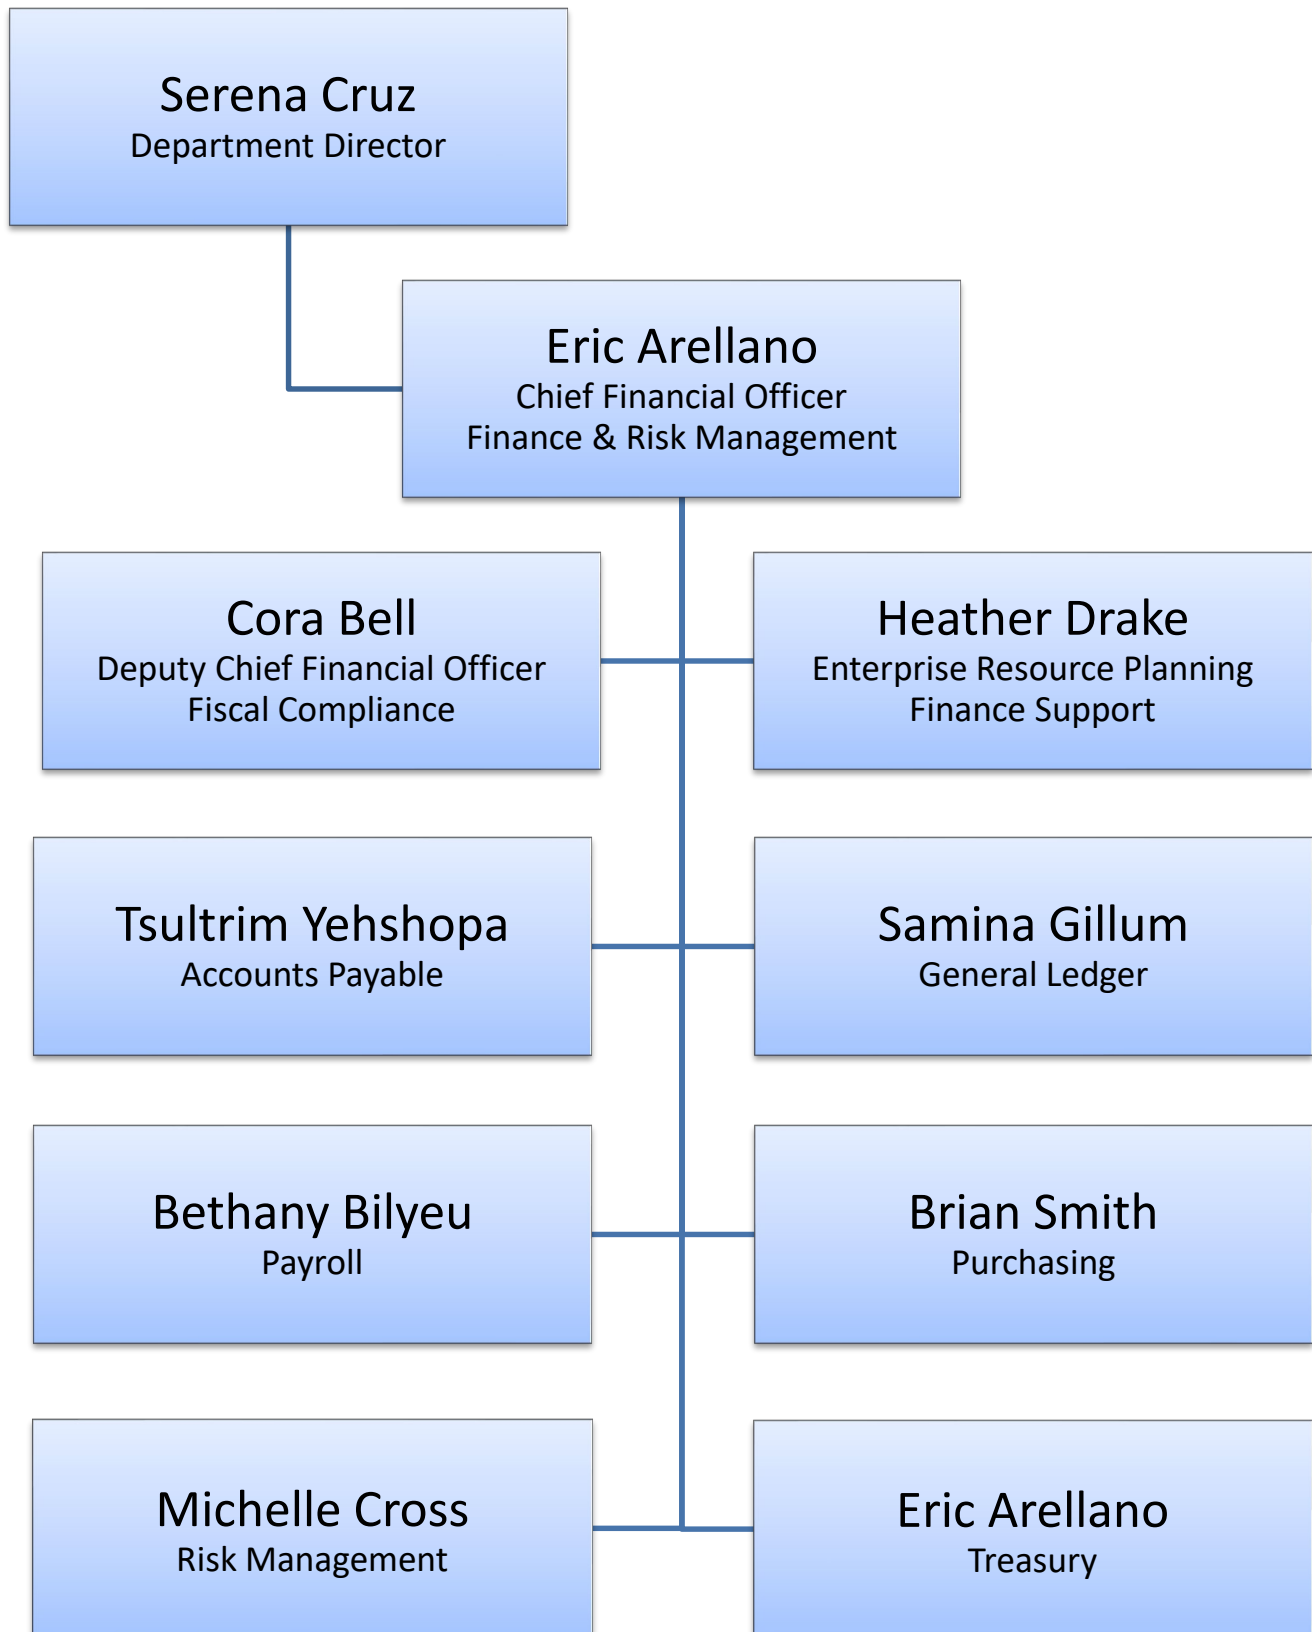 Serena Cruz
Department Director
Eric Arellano
Chief Financial Officer
Finance & Risk Management
Cora Bell
Deputy Chief Financial Officer
Fiscal Compliance
Heather Drake
Enterprise Resource Planning
Finance Support
Tsultrim Yehshopa
Accounts Payable
Samina Gillum
General Ledger
Bethany Bilyeu
Payroll
Brian Smith
Purchasing
Michelle Cross
Risk Management
Eric Arellano
Treasury